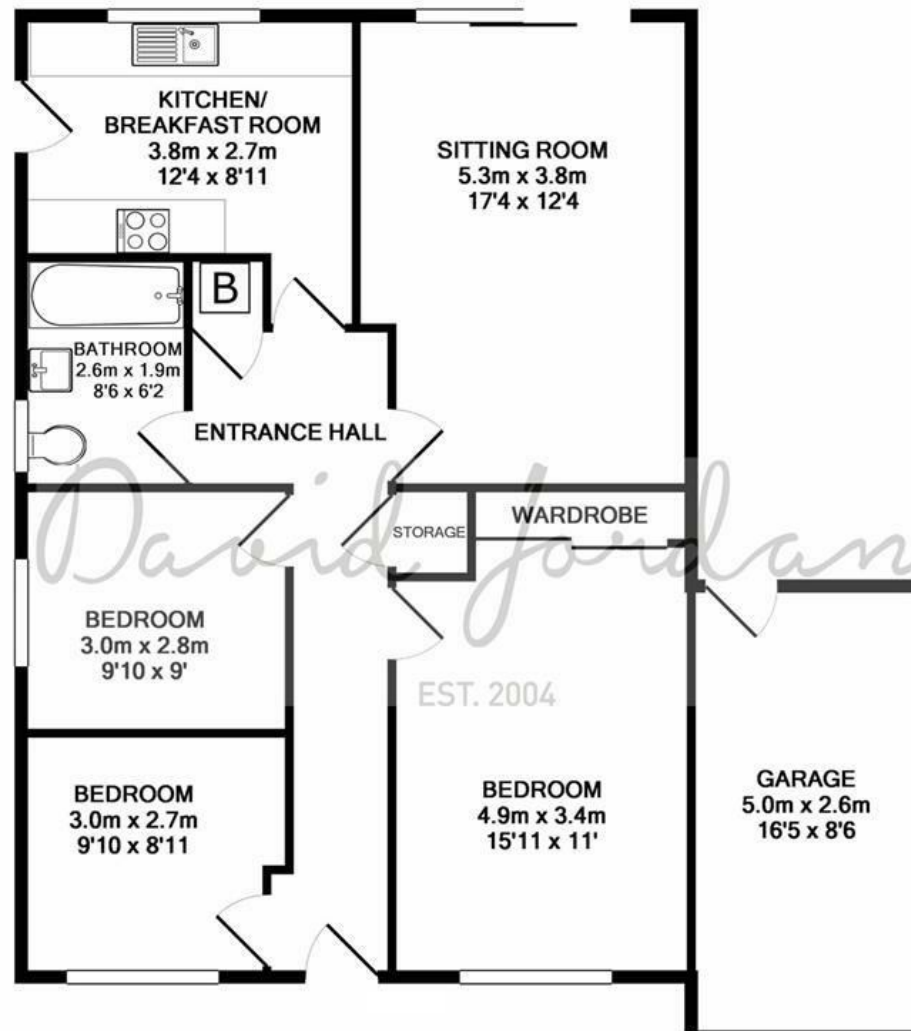 KITCHEN/
BREAKFAST ROOM
3.8m x 2.7m
12'4 x 8'11
SITTING ROOM
5.3m x 3.8m
17'4 x 12'4
B
BATHROOM
2.6m x 1.9m
8'6 x 6'2
ENTRANCE HALL
STORAGE
WARDROBE
David Jordan
EST. 2004
BEDROOM
3.0m x 2.8m
9'10 x 9'
BEDROOM
3.0m x 2.7m
9'10 x 8'11
BEDROOM
4.9m x 3.4m
15'11 x 11'
GARAGE
5.0m x 2.6m
16'5 x 8'6